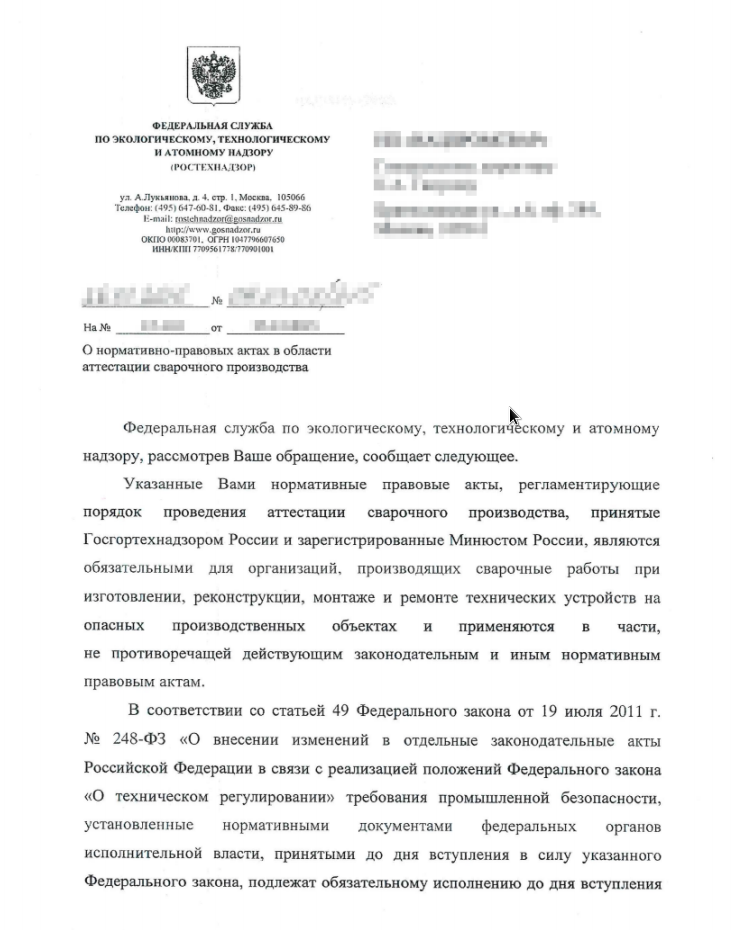 ФЕДЕРАЛЬНАЯ СЛУЖБА
ПО ЭКОЛОГИЧЕСКОМУ, ТЕХНОЛОГИЧЕСКОМУ
И АТОМНОМУ НАДЗОРУ
(РОСТЕХНАДЗОР)
ул. А.Лукьянова, д. 4, стр. 1, Москва, 105066
Телефон: (495) 647-60-81, Факс: (495) 645-89-86
E-mail: rostehnadzor@gosnadzor.ru
http://www.gosnadzor.ru
ОКПО 00083701, ОГРН 1047796607650
ИНН/КПП 7709561778/770901001
№
На № от
О нормативно-правовых актах в области
аттестации сварочного производства
Федеральная служба по экологическому, технологическому и атомному
надзору, рассмотрев Ваше обращение, сообщает следующее.
Указанные Вами нормативные правовые акты, регламентирующие
порядок проведения аттестации сварочного производства, принятые
Госгортехнадзором России и зарегистрированные Минюстом России, являются
обязательными для организаций, производящих сварочные работы при
изготовлении, реконструкции, монтаже и ремонте технических устройств на
опасных производственных объектах и применяются в части,
не противоречащей действующим законодательным и иным нормативным
правовым актам.
В соответствии со статьей 49 Федерального закона от 19 июля 2011 г.
№ 248-ФЗ «О внесении изменений в отдельные законодательные акты
Российской Федерации в связи с реализацией положений Федерального закона
«О техническом регулировании» требования промышленной безопасности,
установленные нормативными документами федеральных органов
исполнительной власти, принятыми до дня вступления в силу указанного
Федерального закона, подлежат обязательному исполнению до дня вступления